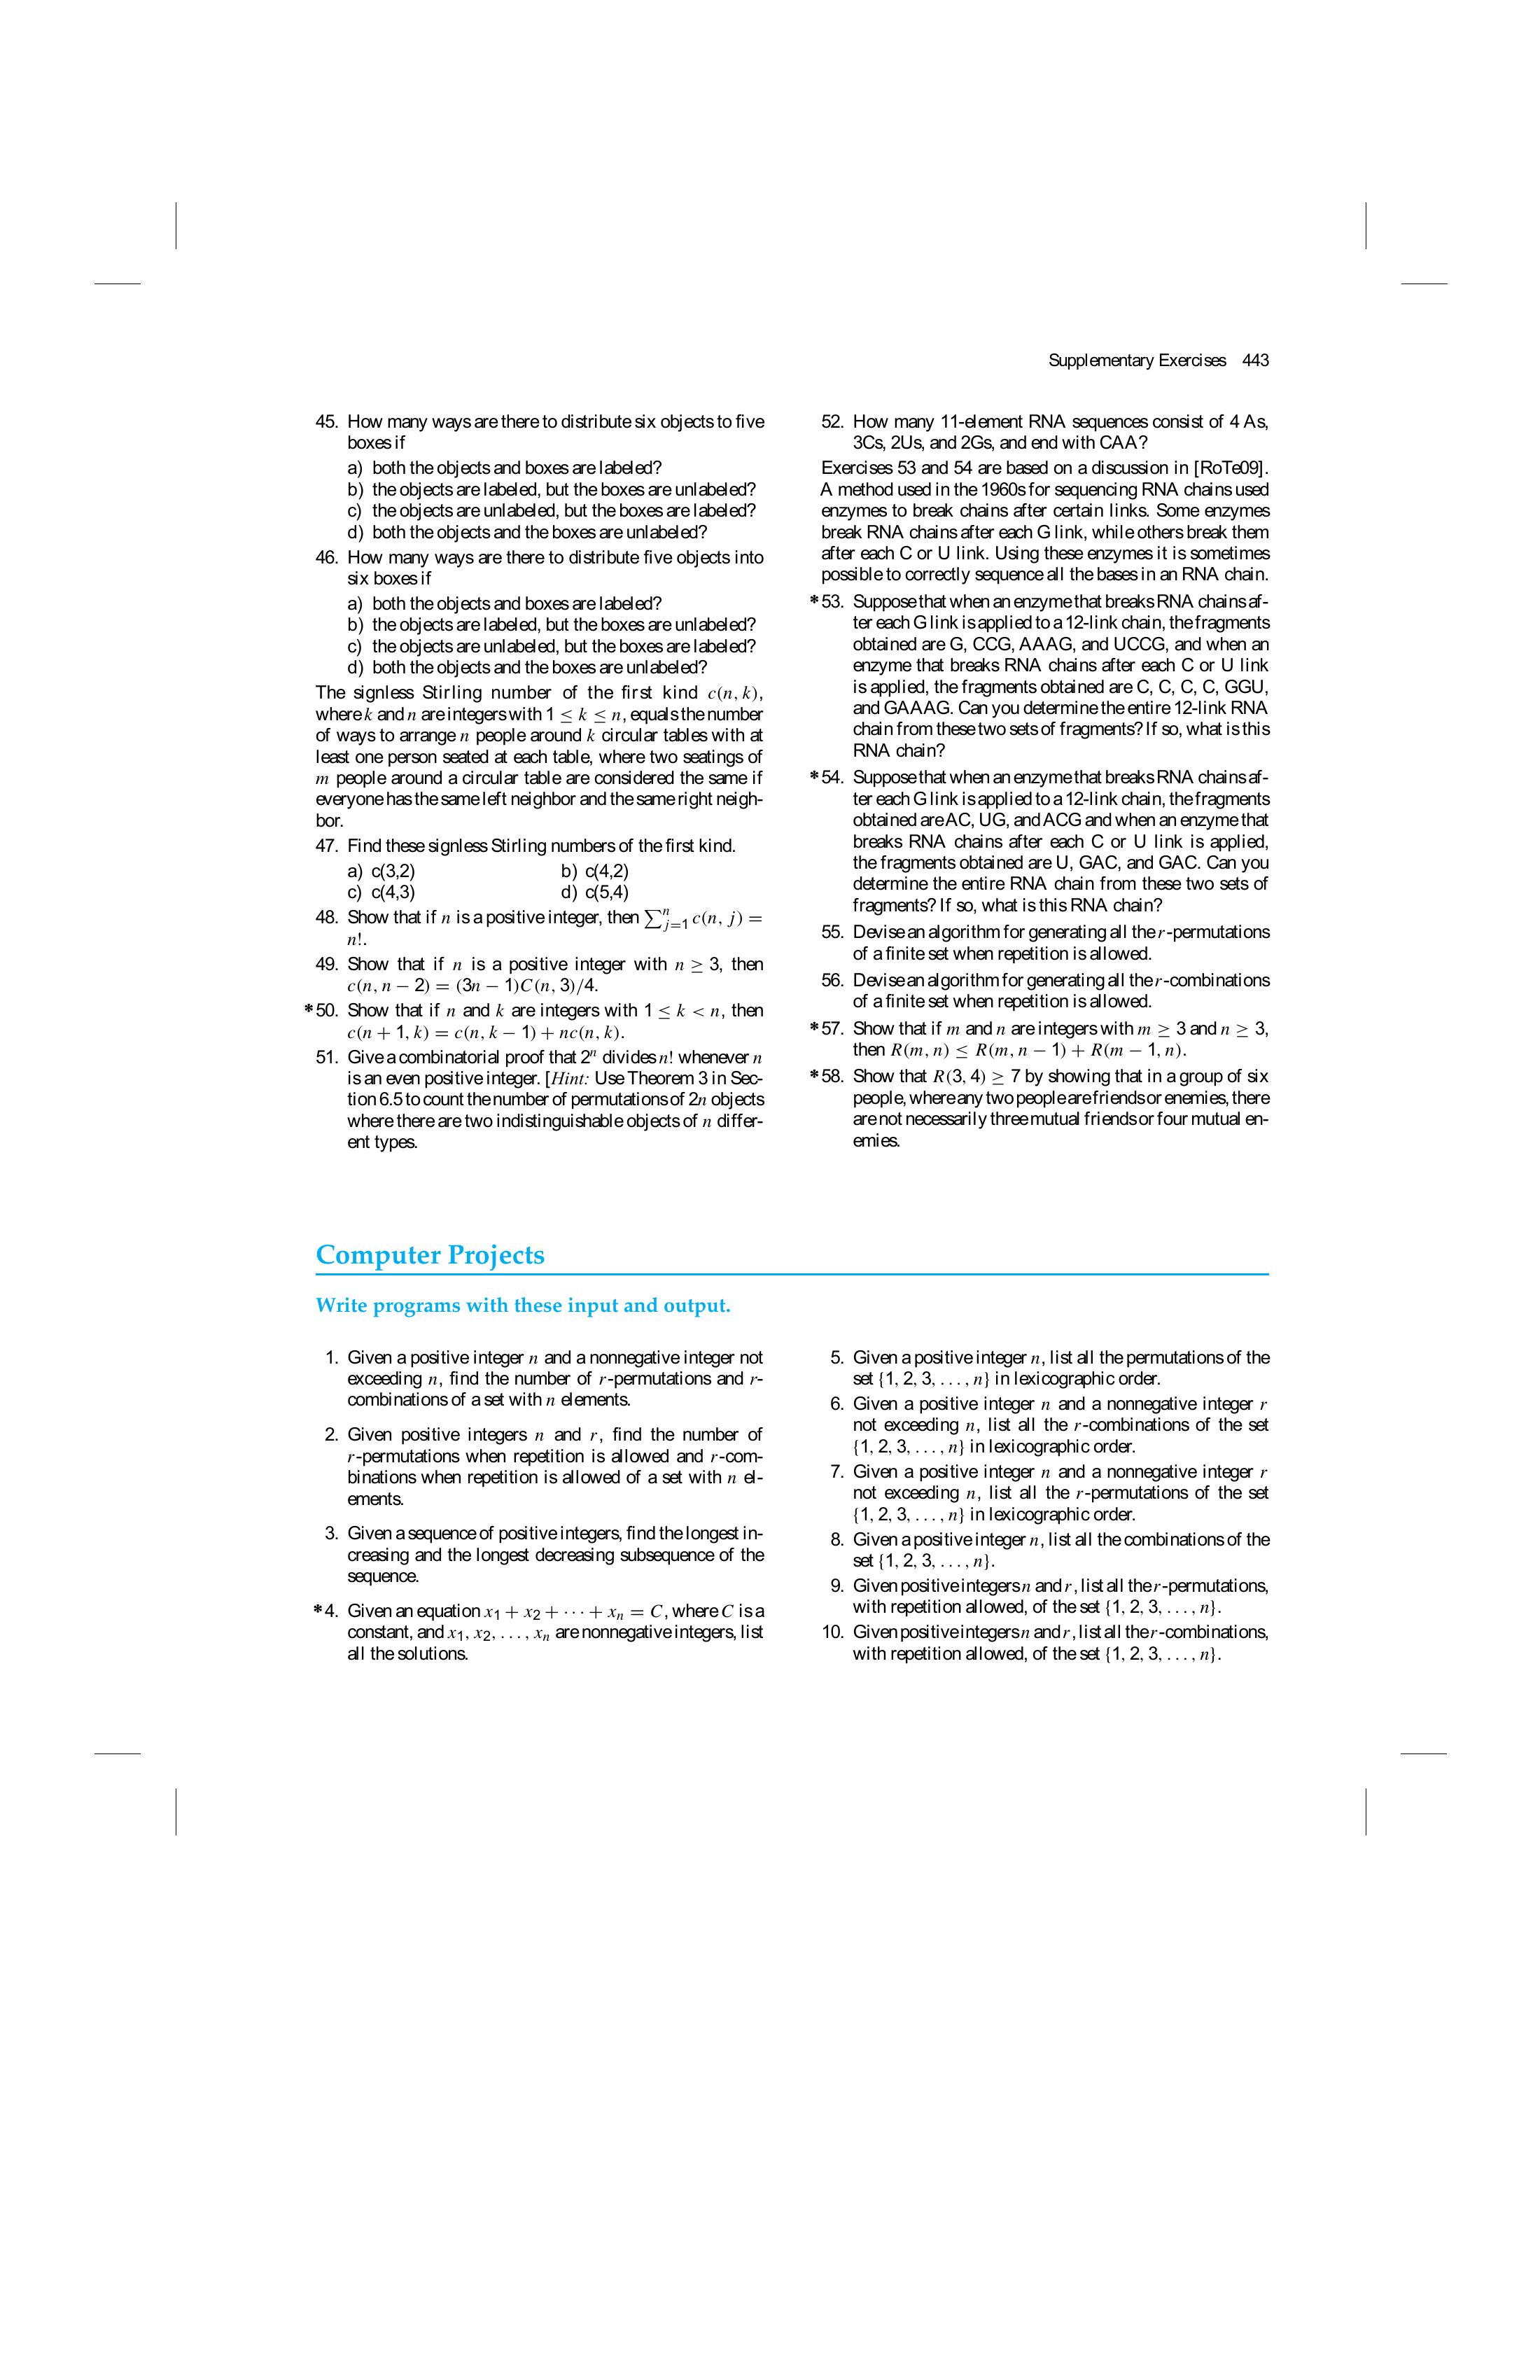 Supplementary Exercises 443
45. How many ways are there to distribute six objects to five
boxes if
a) both the objects and boxes are labeled?
b) the objects are labeled, but the boxes are unlabeled?
c) the objects are unlabeled, but the boxes are labeled?
d) both the objects and the boxes are unlabeled?
46. How many ways are there to distribute five objects into
six boxes if
a) both the objects and boxes are labeled?
b) the objects are labeled, but the boxes are unlabeled?
c) the objects are unlabeled, but the boxes are labeled?
d) both the objects and the boxes are unlabeled?
The signless Stirling number of the first kind c(n, k),
where k and n are integers with 1 ≤ k ≤ n, equals the number
of ways to arrange n people around k circular tables with at
least one person seated at each table, where two seatings of
m people around a circular table are considered the same if
everyone has the same left neighbor and the same right neigh-
bor.
47. Find these signless Stirling numbers of the first kind.
a) c(3,2) b) c(4,2)
c) c(4,3) d) c(5,4)
48. Show that if n is a positive integer, then ∑ⁿⱼ₌₁ c(n, j) =
n!.
49. Show that if n is a positive integer with n ≥ 3, then
c(n, n − 2) = (3n − 1)C(n, 3)/4.
*50. Show that if n and k are integers with 1 ≤ k < n, then
c(n + 1, k) = c(n, k − 1) + nc(n, k).
51. Give a combinatorial proof that 2ⁿ divides n! whenever n
is an even positive integer. [Hint: Use Theorem 3 in Sec-
tion 6.5 to count the number of permutations of 2n objects
where there are two indistinguishable objects of n differ-
ent types.
52. How many 11-element RNA sequences consist of 4 As,
3Cs, 2Us, and 2Gs, and end with CAA?
Exercises 53 and 54 are based on a discussion in [RoTe09].
A method used in the 1960s for sequencing RNA chains used
enzymes to break chains after certain links. Some enzymes
break RNA chains after each G link, while others break them
after each C or U link. Using these enzymes it is sometimes
possible to correctly sequence all the bases in an RNA chain.
*53. Suppose that when an enzyme that breaks RNA chains af-
ter each G link is applied to a 12-link chain, the fragments
obtained are G, CCG, AAAG, and UCCG, and when an
enzyme that breaks RNA chains after each C or U link
is applied, the fragments obtained are C, C, C, C, GGU,
and GAAAG. Can you determine the entire 12-link RNA
chain from these two sets of fragments? If so, what is this
RNA chain?
*54. Suppose that when an enzyme that breaks RNA chains af-
ter each G link is applied to a 12-link chain, the fragments
obtained are AC, UG, and ACG and when an enzyme that
breaks RNA chains after each C or U link is applied,
the fragments obtained are U, GAC, and GAC. Can you
determine the entire RNA chain from these two sets of
fragments? If so, what is this RNA chain?
55. Devise an algorithm for generating all the r-permutations
of a finite set when repetition is allowed.
56. Devise an algorithm for generating all the r-combinations
of a finite set when repetition is allowed.
*57. Show that if m and n are integers with m ≥ 3 and n ≥ 3,
then R(m, n) ≤ R(m, n − 1) + R(m − 1, n).
*58. Show that R(3, 4) ≥ 7 by showing that in a group of six
people, where any two people are friends or enemies, there
are not necessarily three mutual friends or four mutual en-
emies.
Computer Projects
Write programs with these input and output.
1. Given a positive integer n and a nonnegative integer not
exceeding n, find the number of r-permutations and r-
combinations of a set with n elements.
2. Given positive integers n and r, find the number of
r-permutations when repetition is allowed and r-com-
binations when repetition is allowed of a set with n el-
ements.
3. Given a sequence of positive integers, find the longest in-
creasing and the longest decreasing subsequence of the
sequence.
*4. Given an equation x₁ + x₂ + · · · + xₙ = C, where C is a
constant, and x₁, x₂, . . . , xₙ are nonnegative integers, list
all the solutions.
5. Given a positive integer n, list all the permutations of the
set {1, 2, 3, . . . , n} in lexicographic order.
6. Given a positive integer n and a nonnegative integer r
not exceeding n, list all the r-combinations of the set
{1, 2, 3, . . . , n} in lexicographic order.
7. Given a positive integer n and a nonnegative integer r
not exceeding n, list all the r-permutations of the set
{1, 2, 3, . . . , n} in lexicographic order.
8. Given a positive integer n, list all the combinations of the
set {1, 2, 3, . . . , n}.
9. Given positive integers n and r, list all the r-permutations,
with repetition allowed, of the set {1, 2, 3, . . . , n}.
10. Given positive integers n and r, list all the r-combinations,
with repetition allowed, of the set {1, 2, 3, . . . , n}.